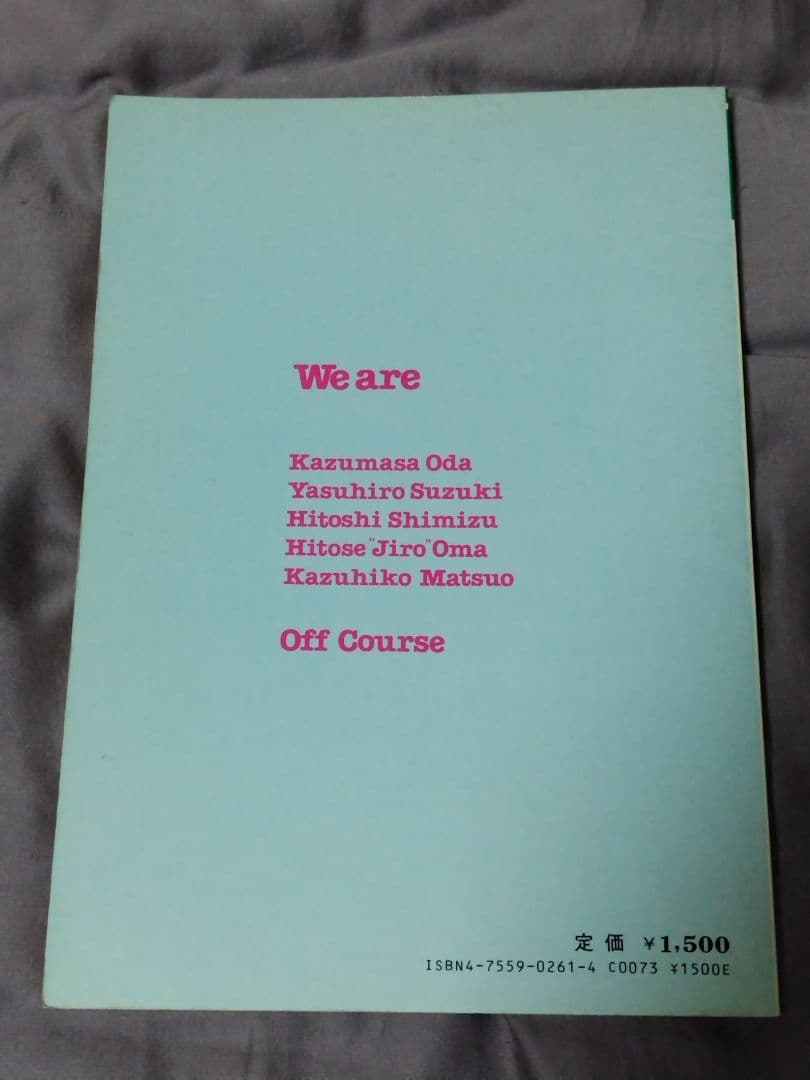 We are
Kazumasa Oda
Yasuhiro Suzuki
Hitoshi Shimizu
Hitose "Jiro" Oma
Kazuhiko Matsuo
Off Course
定価 ¥1,500
ISBN4-7559-0261-4 C0073 ¥1500E